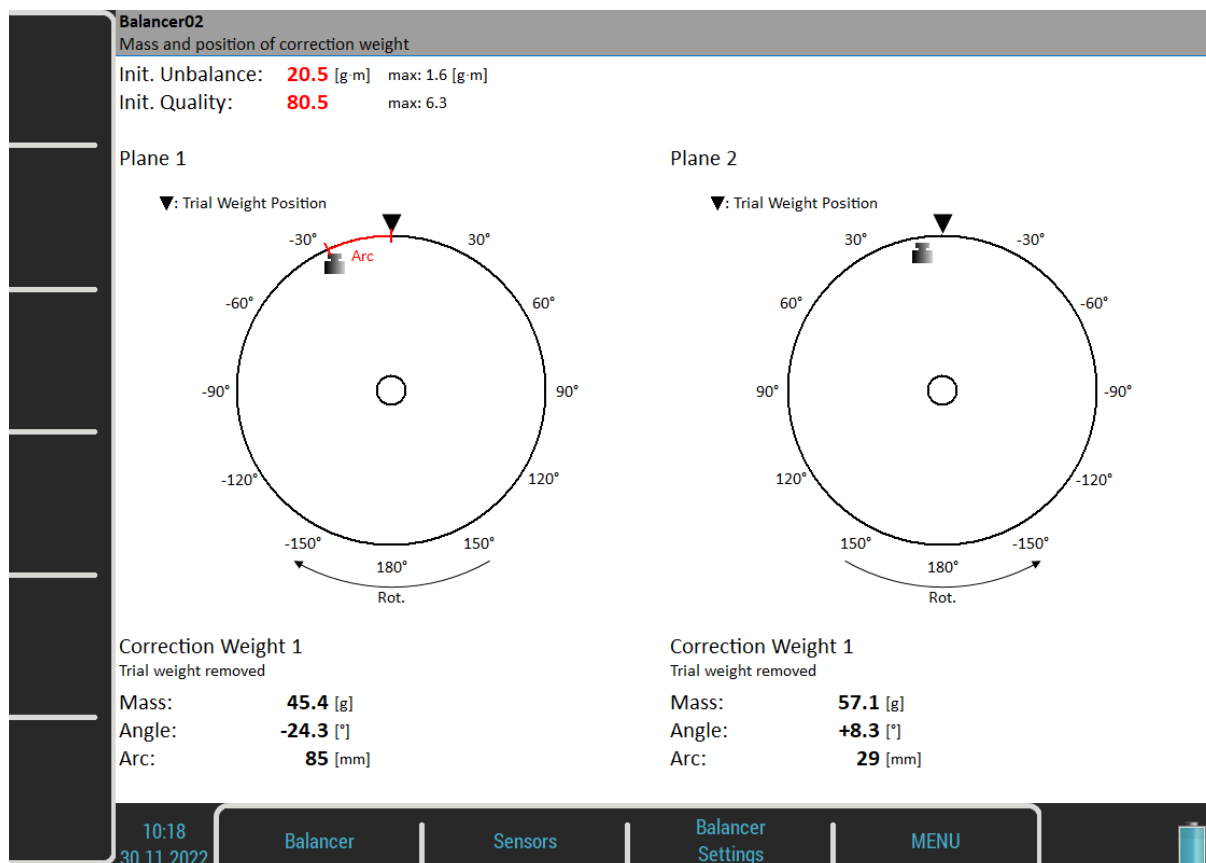 Balancer02
Mass and position of correction weight
Init. Unbalance: 20.5 [g·m] max: 1.6 [g·m]
Init. Quality: 80.5 max: 6.3
Plane 1
▼: Trial Weight Position
-30° 30°
Arc
-60° 60°
-90° 90°
-120° 120°
-150° 150°
180°
Rot.
Correction Weight 1
Trial weight removed
Mass: 45.4 [g]
Angle: -24.3 [°]
Arc: 85 [mm]
Plane 2
▼: Trial Weight Position
30° -30°
60° -60°
90° -90°
120° -120°
150° -150°
180°
Rot.
Correction Weight 1
Trial weight removed
Mass: 57.1 [g]
Angle: +8.3 [°]
Arc: 29 [mm]
10:18
30.11.2022
Balancer
Sensors
Balancer
Settings
MENU